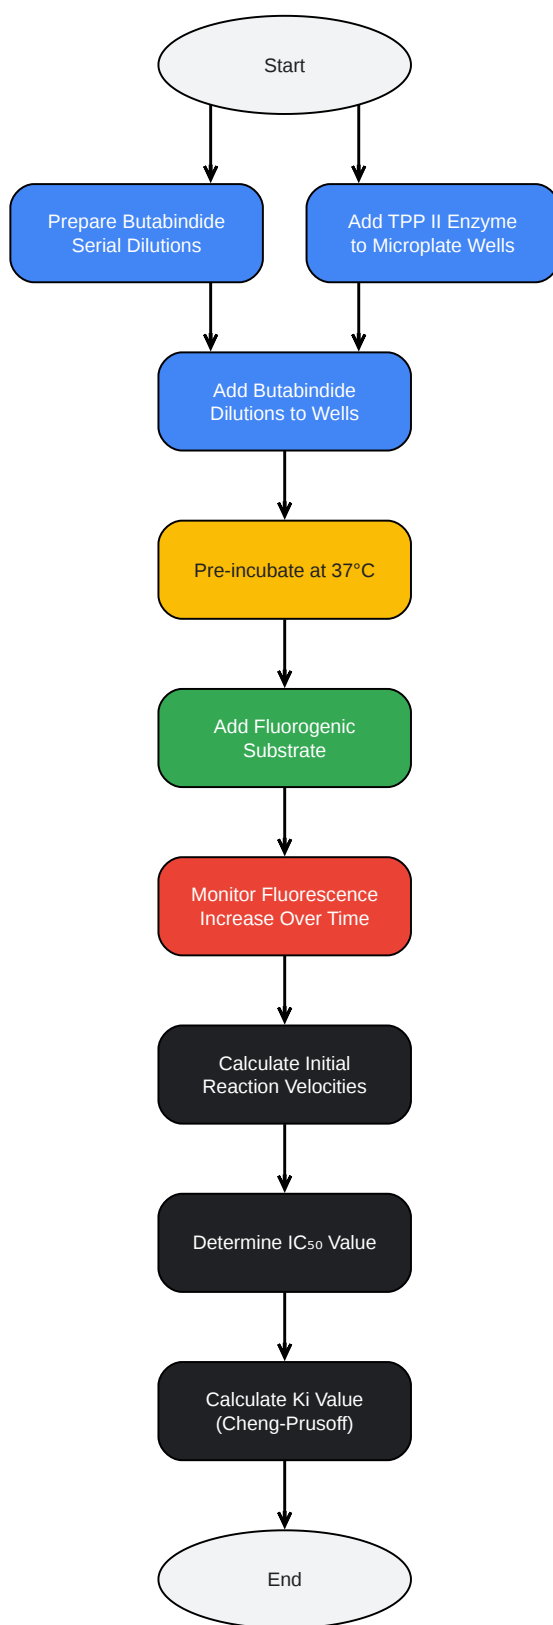 Start
Prepare Butabindide
Serial Dilutions
Add TPP II Enzyme
to Microplate Wells
Add Butabindide
Dilutions to Wells
Pre-incubate at 37°C
Add Fluorogenic
Substrate
Monitor Fluorescence
Increase Over Time
Calculate Initial
Reaction Velocities
Determine IC₅₀ Value
Calculate Ki Value
(Cheng-Prusoff)
End